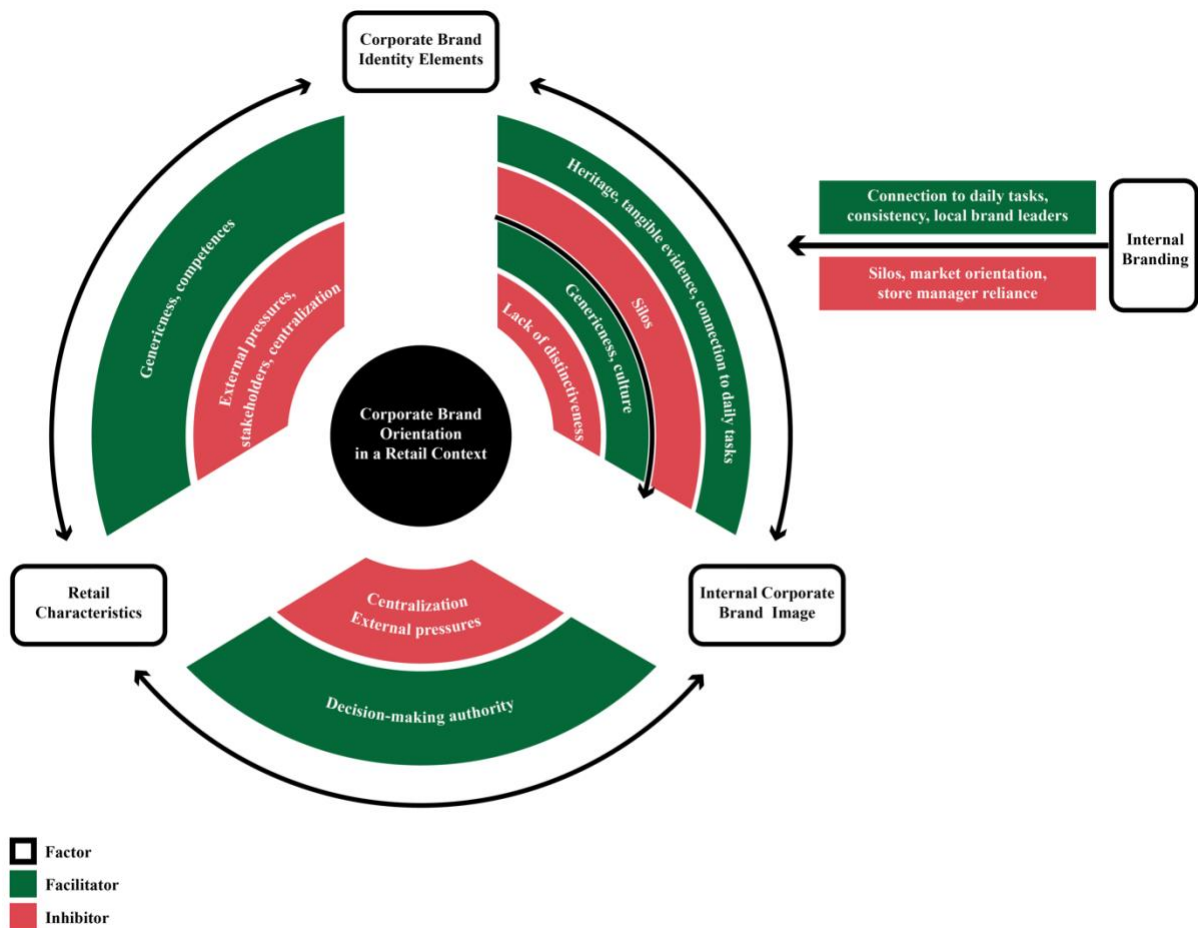 Corporate Brand
Identity Elements
Heritage, tangible evidence, connection to daily tasks
Silos
Genericness, culture
Lack of distinctiveness
Genericness, competences
External pressures,
stakeholders, centralization
Connection to daily tasks,
consistency, local brand leaders
Internal
Branding
Silos, market orientation,
store manager reliance
Corporate Brand
Orientation
in a Retail Context
Retail
Characteristics
Centralization
External pressures
Decision-making authority
Internal Corporate
Brand Image
Factor
Facilitator
Inhibitor